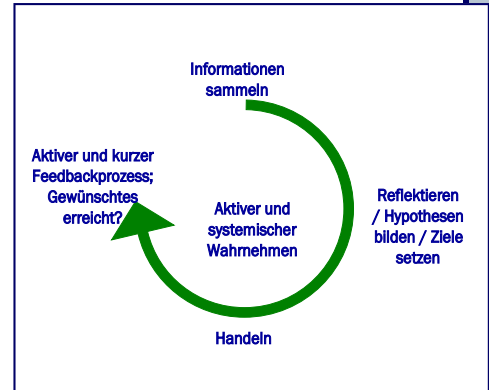 Informationen
sammeln
Aktiver und kurzer
Feedbackprozess;
Gewünschtes
erreicht?
Aktiver und
systemischer
Wahrnehmen
Reflektieren
/ Hypothesen
bilden / Ziele
setzen
Handeln